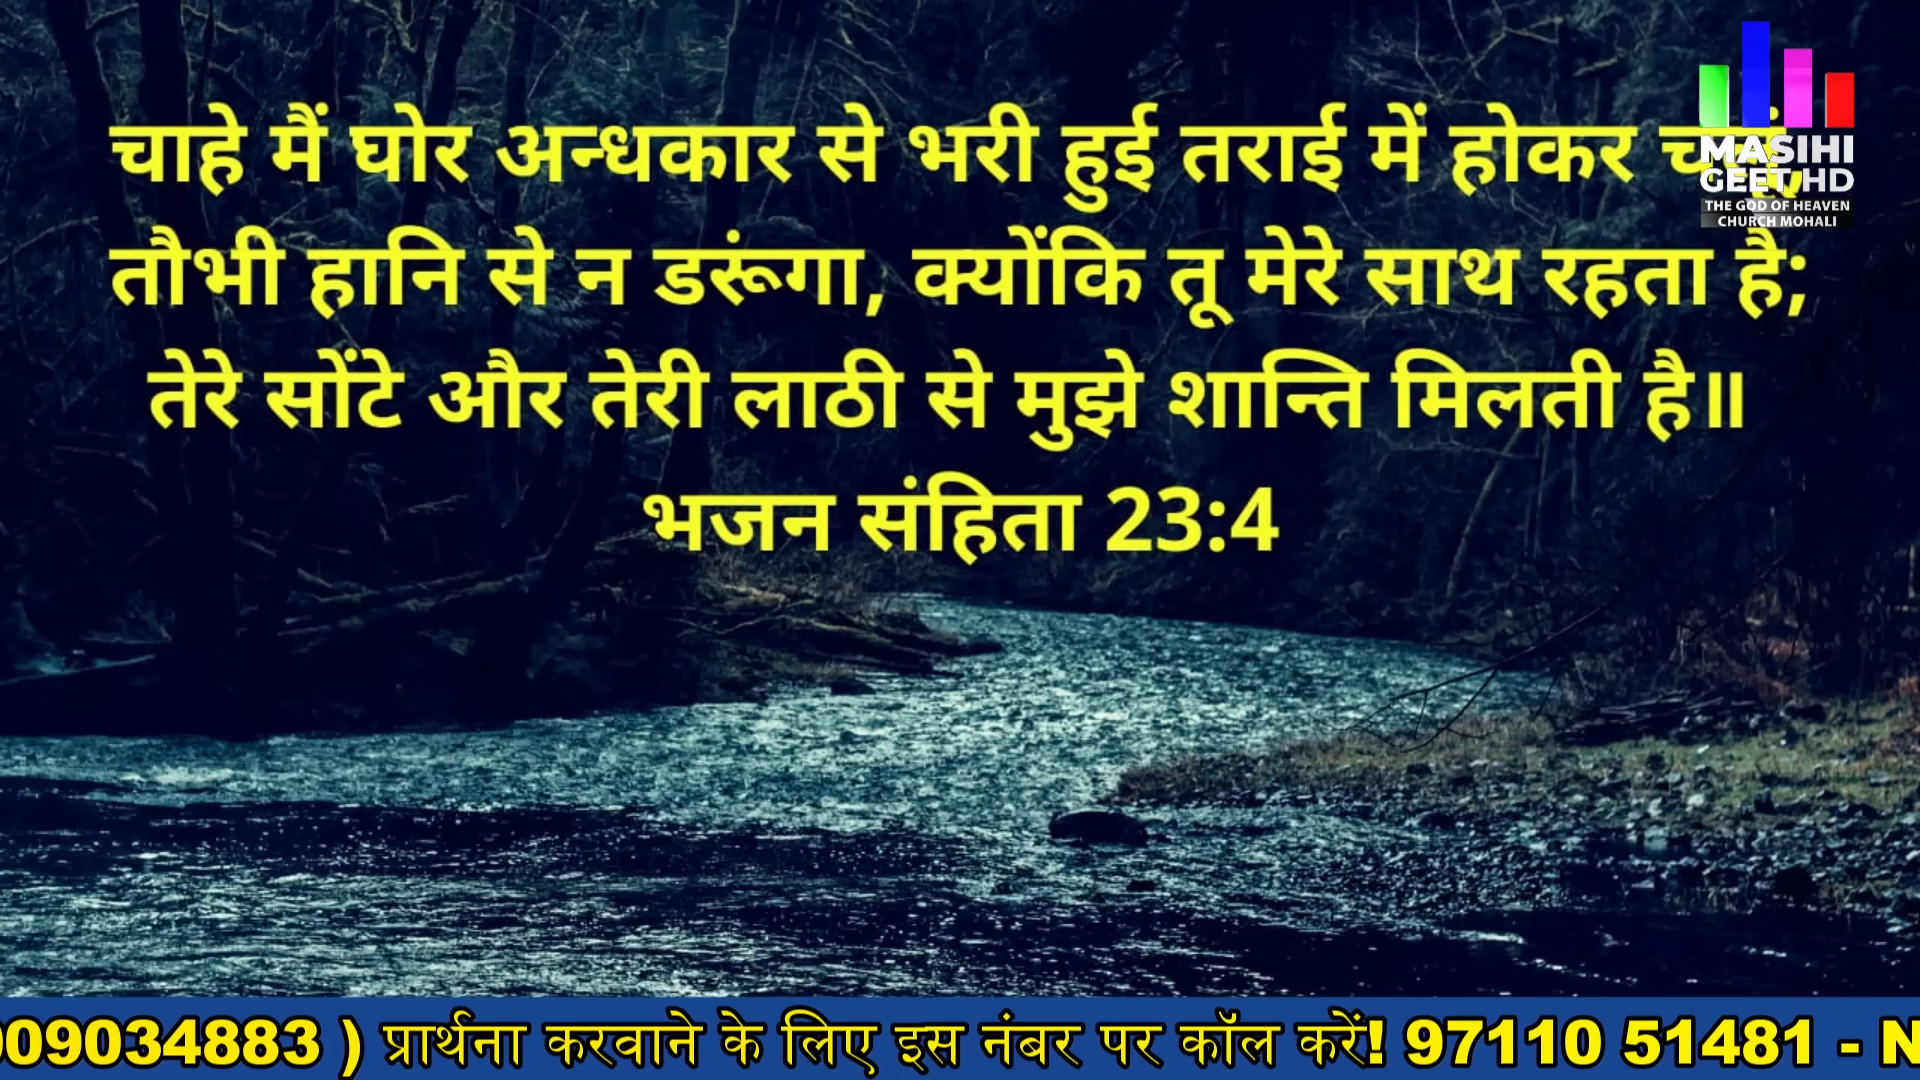 चाहे मैं घोर अन्धकार से भरी हुई तराई में होकर
तौभी हानि से न डरूंगा, क्योंकि तू मेरे साथ रहता है;
तेरे सोंटे और तेरी लाठी से मुझे शान्ति मिलती है॥
भजन संहिता 23:4
MASIHI
GEET HD
THE GOD OF HEAVEN
CHURCH MOHALI
09034883 ) प्रार्थना करवाने के लिए इस नंबर पर कॉल करें! 97110 51481 -